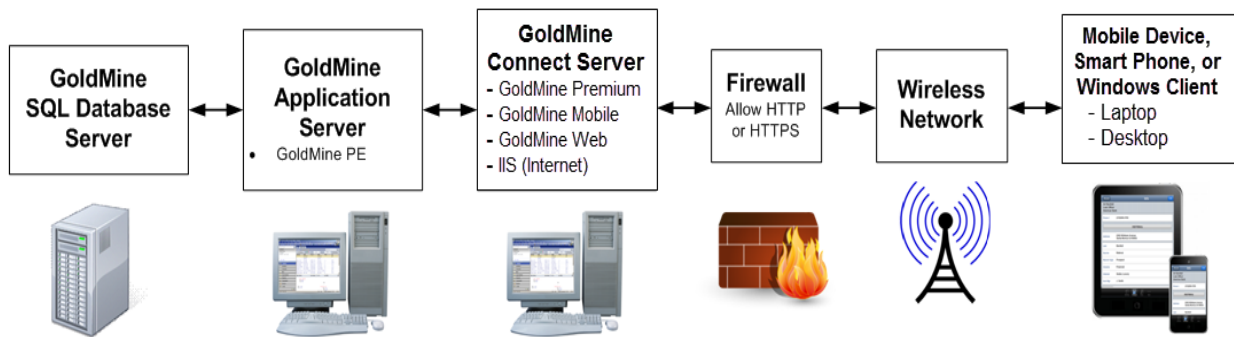 GoldMine
SQL Database
Server
GoldMine
Application
Server
• GoldMine PE
GoldMine
Connect Server
- GoldMine Premium
- GoldMine Mobile
- GoldMine Web
- IIS (Internet)
Firewall
Allow HTTP
or HTTPS
Wireless
Network
Mobile Device,
Smart Phone, or
Windows Client
- Laptop
- Desktop